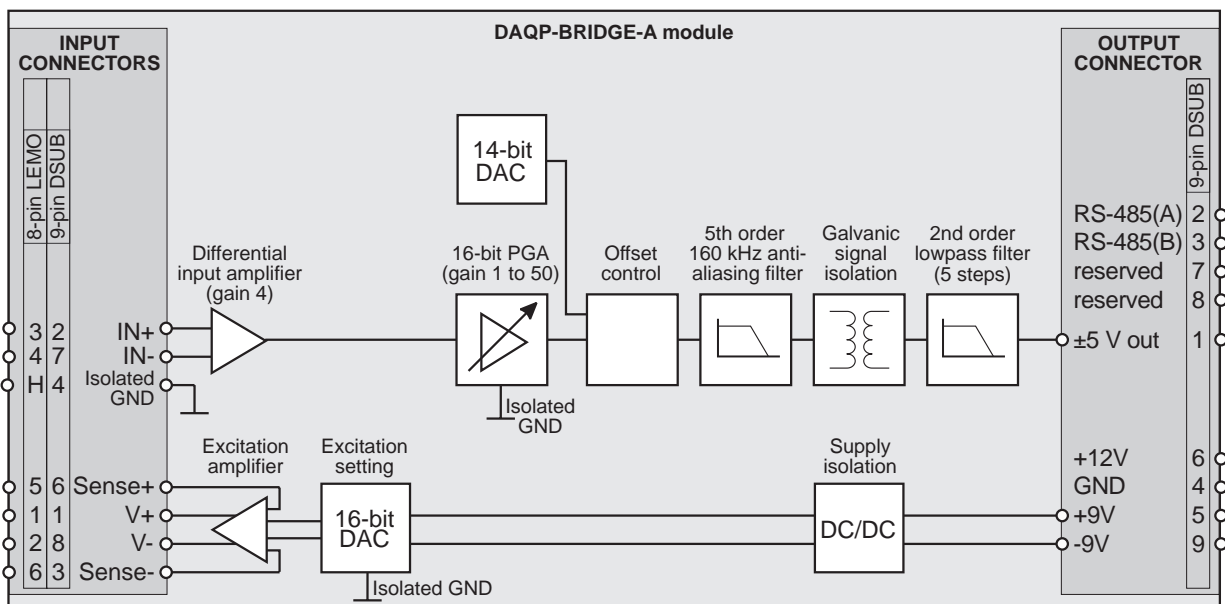 DAQP-BRIDGE-A module
INPUT
CONNECTORS
8-pin LEMO
9-pin DSUB
3 2 IN+
4 7 IN-
H 4 Isolated
GND
5 6 Sense+
1 1 V+
2 8 V-
6 3 Sense-
14-bit
DAC
Differential
input amplifier
(gain 4)
16-bit PGA
(gain 1 to 50)
Isolated
GND
Offset
control
5th order
160 kHz anti-
aliasing filter
Galvanic
signal
isolation
2nd order
lowpass filter
(5 steps)
Excitation
amplifier
Excitation
setting
16-bit
DAC
Isolated GND
Supply
isolation
DC/DC
OUTPUT
CONNECTOR
9-pin DSUB
RS-485(A) 2
RS-485(B) 3
reserved 7
reserved 8
±5 V out 1
+12V 6
GND 4
+9V 5
-9V 9